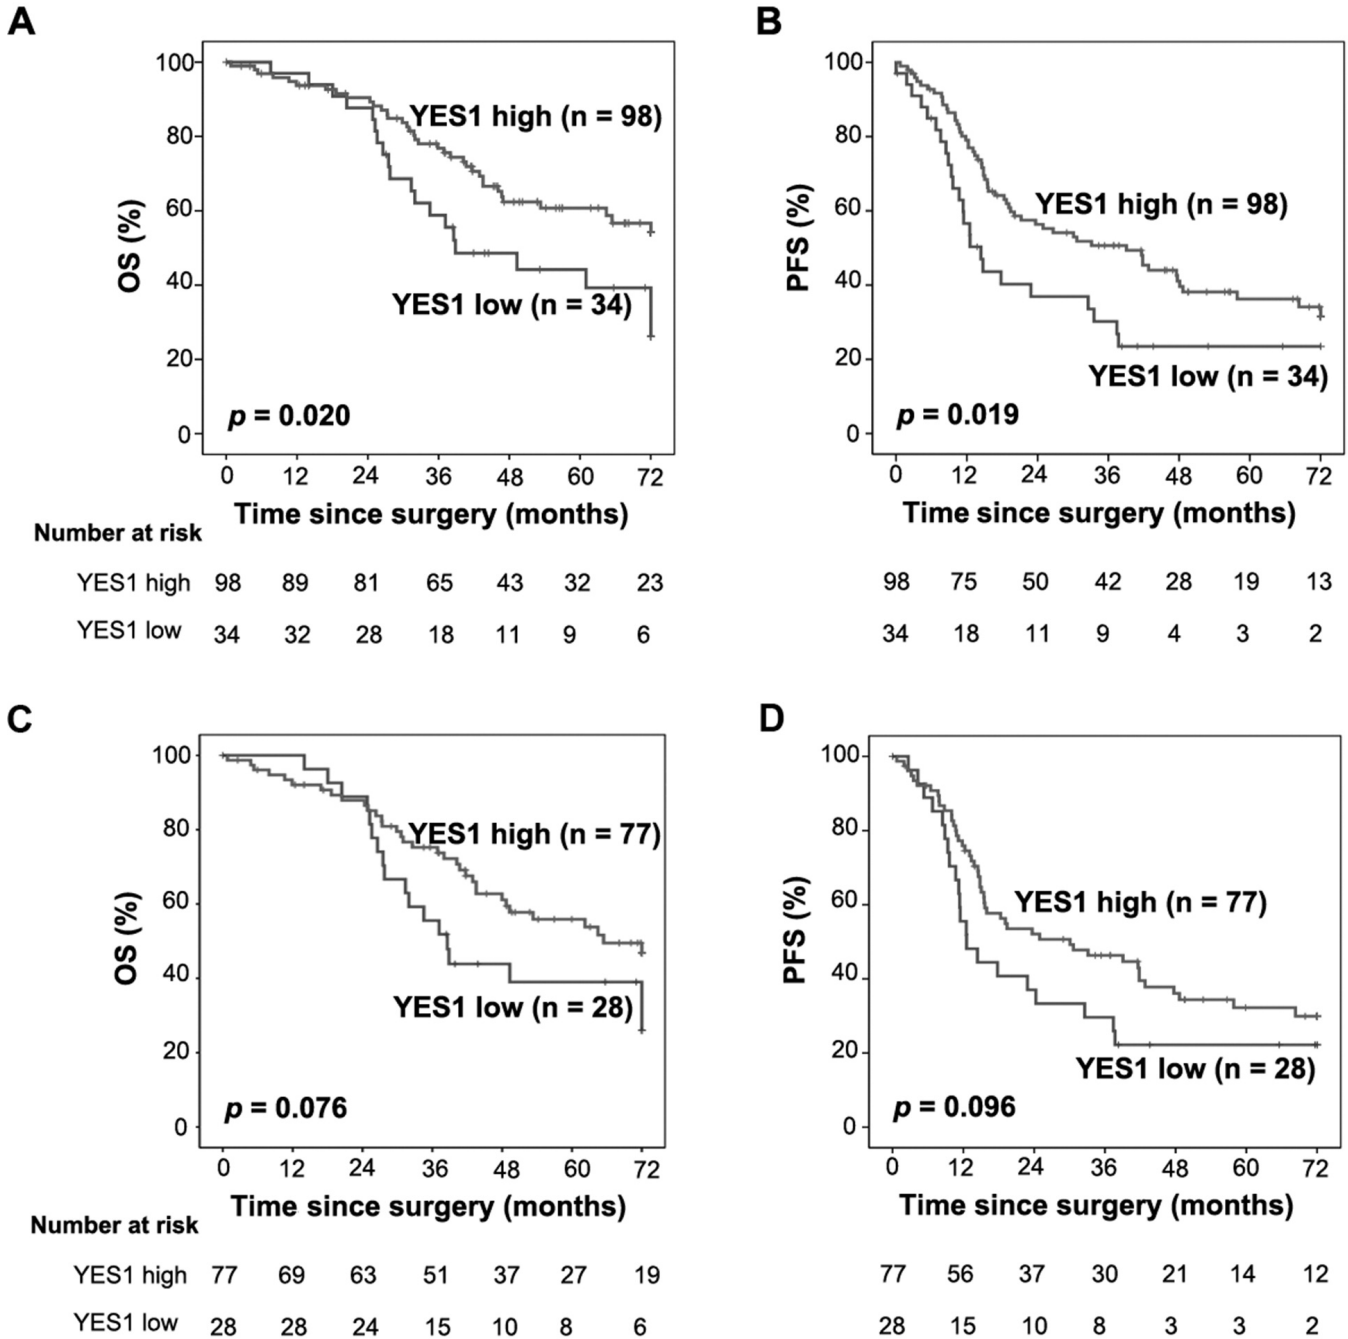 A
B
100
80
60
40
20
0
OS (%)
YES1 high (n = 98)
YES1 low (n = 34)
p = 0.020
0 12 24 36 48 60 72
Time since surgery (months)
100
80
60
40
20
0
PFS (%)
YES1 high (n = 98)
YES1 low (n = 34)
p = 0.019
0 12 24 36 48 60 72
Time since surgery (months)
Number at risk
YES1 high 98 89 81 65 43 32 23
YES1 low 34 32 28 18 11 9 6
98 75 50 42 28 19 13
34 18 11 9 4 3 2
C
D
100
80
60
40
20
0
OS (%)
YES1 high (n = 77)
YES1 low (n = 28)
p = 0.076
0 12 24 36 48 60 72
Time since surgery (months)
100
80
60
40
20
0
PFS (%)
YES1 high (n = 77)
YES1 low (n = 28)
p = 0.096
0 12 24 36 48 60 72
Time since surgery (months)
Number at risk
YES1 high 77 69 63 51 37 27 19
YES1 low 28 28 24 15 10 8 6
77 56 37 30 21 14 12
28 15 10 8 3 3 2